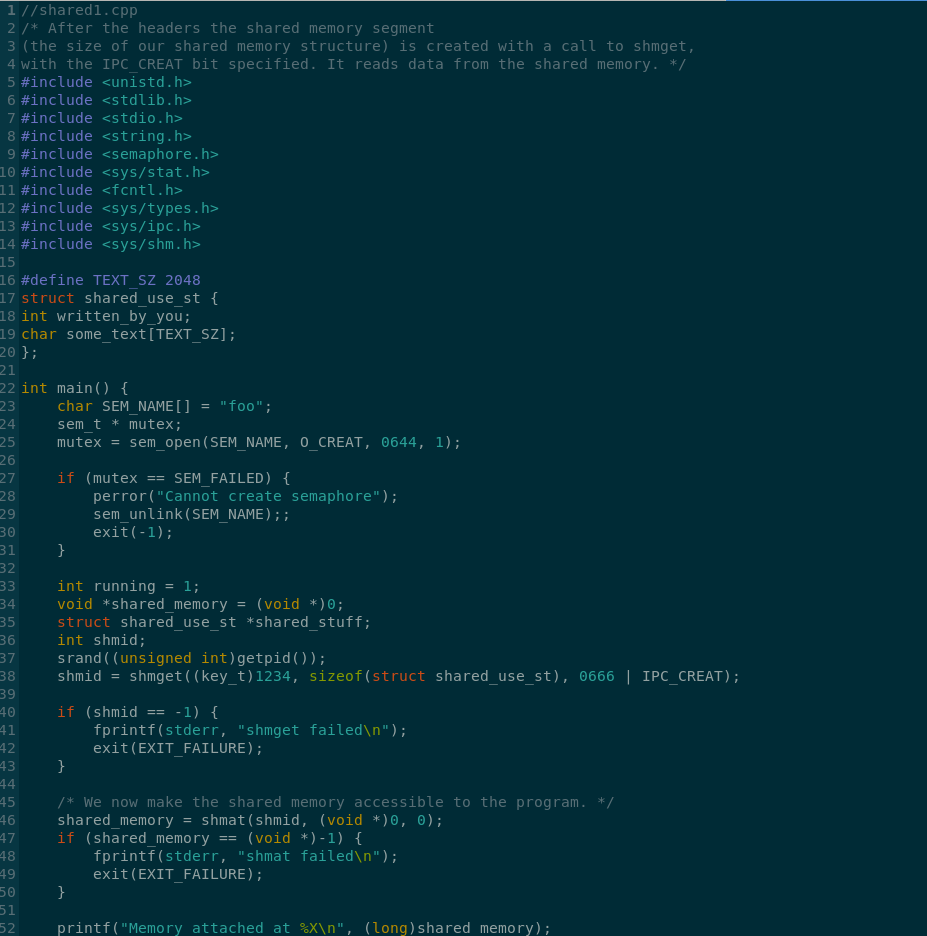 1 //shared1.cpp
2 /* After the headers the shared memory segment
3 (the size of our shared memory structure) is created with a call to shmget,
4 with the IPC_CREAT bit specified. It reads data from the shared memory. */
5 #include <unistd.h>
6 #include <stdlib.h>
7 #include <stdio.h>
8 #include <string.h>
9 #include <semaphore.h>
10 #include <sys/stat.h>
11 #include <fcntl.h>
12 #include <sys/types.h>
13 #include <sys/ipc.h>
14 #include <sys/shm.h>
15
16 #define TEXT_SZ 2048
17 struct shared_use_st {
18 int written_by_you;
19 char some_text[TEXT_SZ];
20 };
21
22 int main() {
23     char SEM_NAME[] = "foo";
24     sem_t * mutex;
25     mutex = sem_open(SEM_NAME, O_CREAT, 0644, 1);
26
27     if (mutex == SEM_FAILED) {
28         perror("Cannot create semaphore");
29         sem_unlink(SEM_NAME);;
30         exit(-1);
31     }
32
33     int running = 1;
34     void *shared_memory = (void *)0;
35     struct shared_use_st *shared_stuff;
36     int shmid;
37     srand((unsigned int)getpid());
38     shmid = shmget((key_t)1234, sizeof(struct shared_use_st), 0666 | IPC_CREAT);
39
40     if (shmid == -1) {
41         fprintf(stderr, "shmget failed\n");
42         exit(EXIT_FAILURE);
43     }
44
45     /* We now make the shared memory accessible to the program. */
46     shared_memory = shmat(shmid, (void *)0, 0);
47     if (shared_memory == (void *)-1) {
48         fprintf(stderr, "shmat failed\n");
49         exit(EXIT_FAILURE);
50     }
51
52     printf("Memory attached at %X\n", (long)shared_memory);